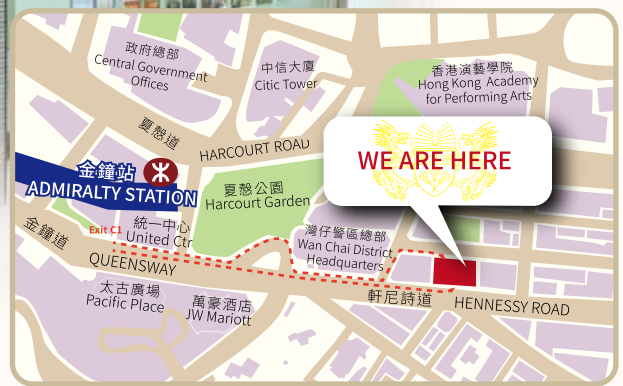 政府總部
Central Government
Offices
中信大廈
Citic Tower
香港演藝學院
Hong Kong Academy
for Performing Arts
夏慤道
HARCOURT ROAD
WE ARE HERE
金鐘站
ADMIRALTY STATION
夏慤公園
Harcourt Garden
金鐘道
Exit C1
統一中心
United Ctr
灣仔警區總部
Wan Chai District
Headquarters
QUEENSWAY
太古廣場
Pacific Place
萬豪酒店
JW Mariott
軒尼詩道
HENNESSY ROAD